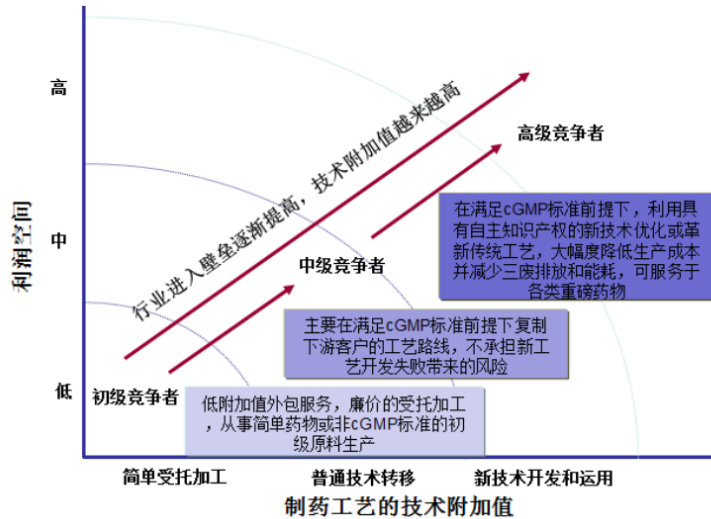 高
高级竞争者
行业进入壁垒逐渐提高，技术附加值越来越高
利润空间
在满足cGMP标准前提下，利用具
有自主知识产权的新技术优化或革
新传统工艺，大幅度降低生产成本
并减少三废排放和能耗，可服务于
各类重磅药物
中
中级竞争者
主要在满足cGMP标准前提下复制
下游客户的工艺路线，不承担新工
艺开发失败带来的风险
低
初级竞争者
低附加值外包服务，廉价的受托加工
，从事简单药物或非cGMP标准的初
级原料生产
简单受托加工
普通技术转移
新技术开发和运用
制药工艺的技术附加值